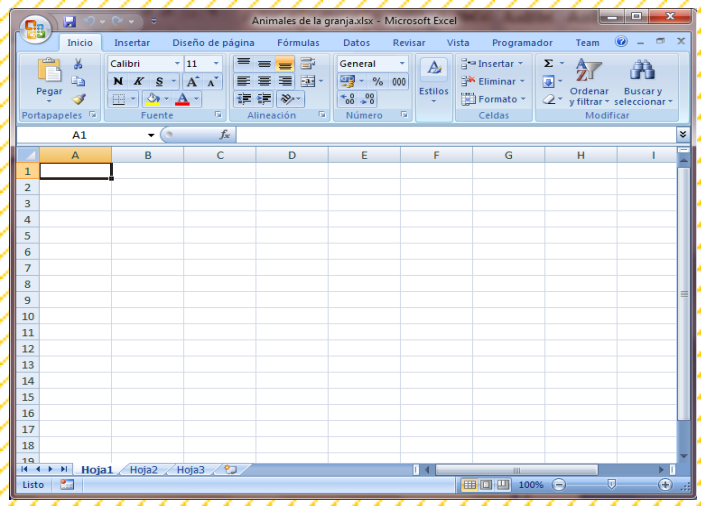 Animales de la granja.xlsx - Microsoft Excel
Inicio Insertar Diseño de página Fórmulas Datos Revisar Vista Programador Team
Calibri 11 General Insertar Σ
N K S A A % 000 Eliminar
Pegar Estilos Ordenar y filtrar Buscar y seleccionar
A Formato
Portapapeles Fuente Alineación Número Celdas Modificar
A1 fx
A B C D E F G H I
1
2
3
4
5
6
7
8
9
10
11
12
13
14
15
16
17
18
19
Hoja1 Hoja2 Hoja3
Listo 100%